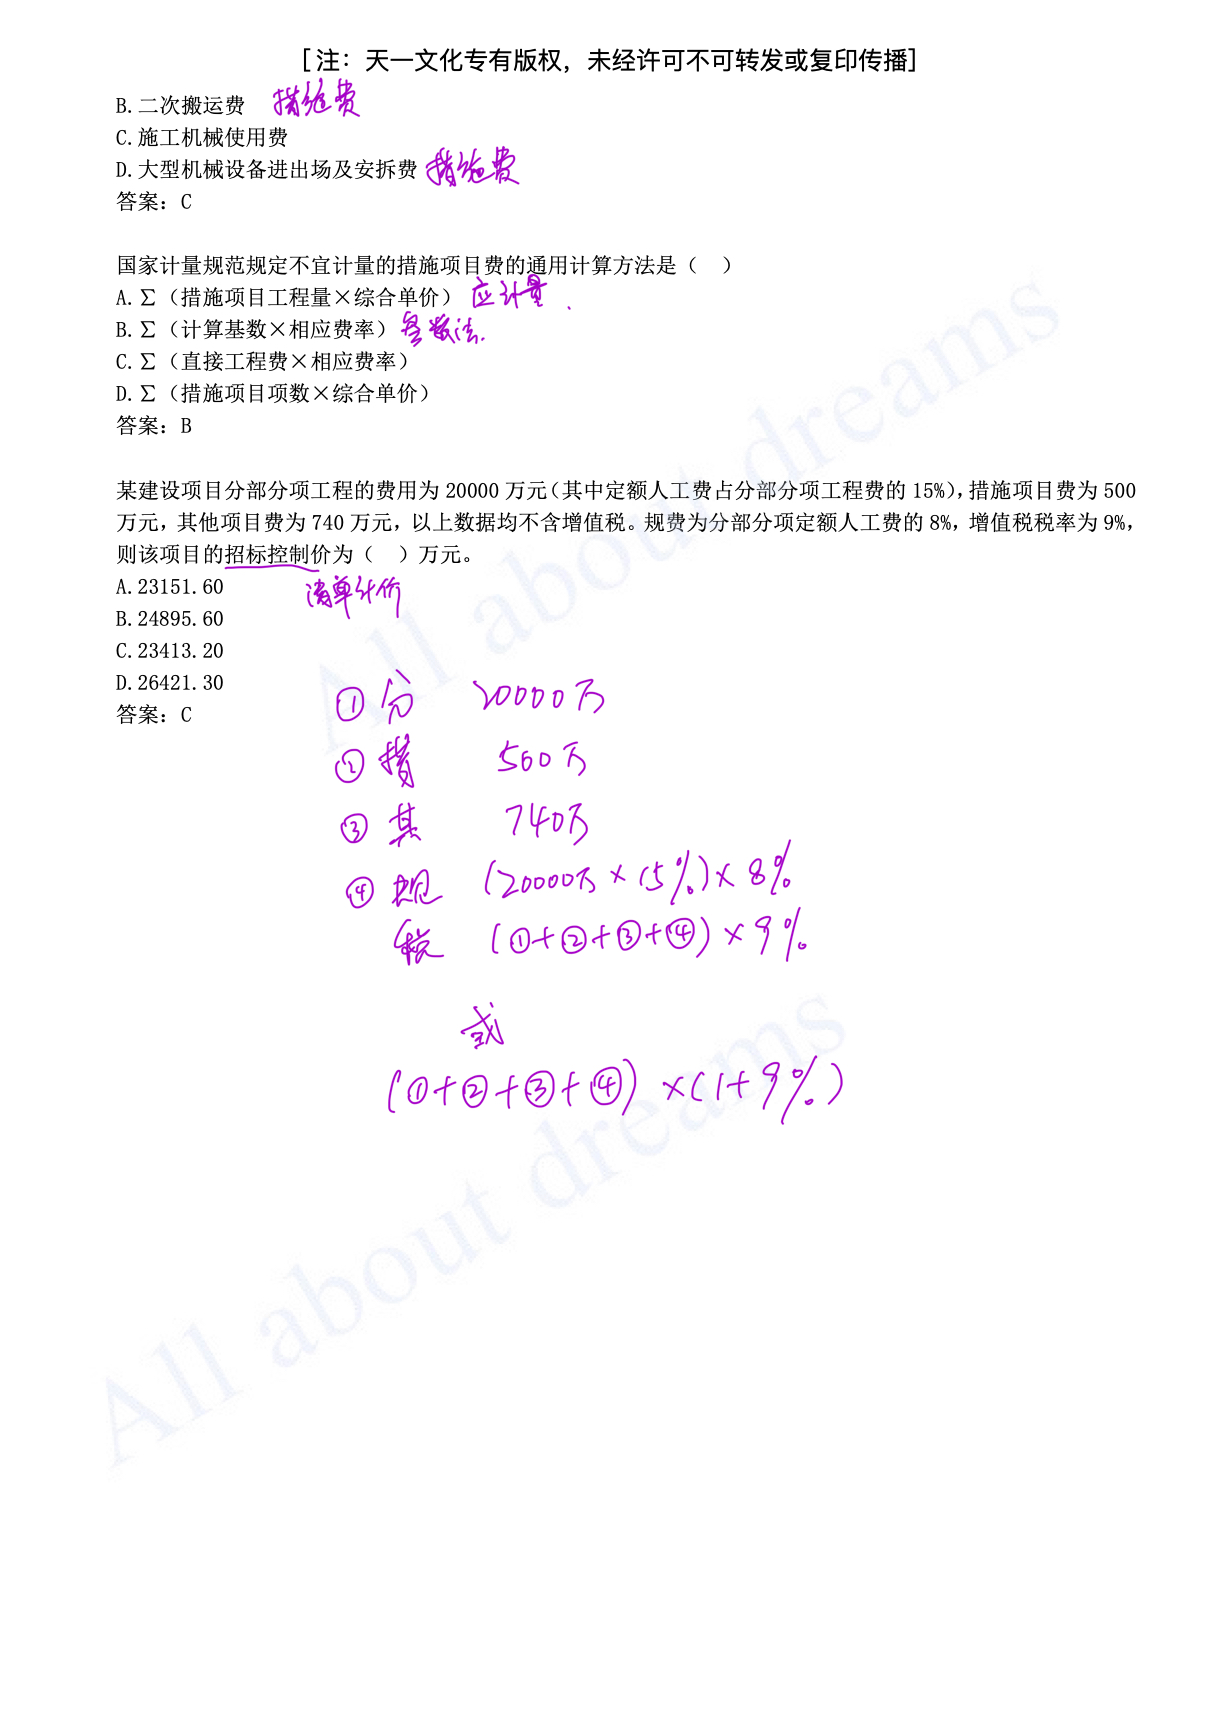 [注：天一文化专有版权，未经许可不可转发或复印传播]
B.二次搬运费 措施费
C.施工机械使用费
D.大型机械设备进出场及安拆费 措施费
答案：C
国家计量规范规定不宜计量的措施项目费的通用计算方法是（ ）
A.∑（措施项目工程量×综合单价） 应计量.
B.∑（计算基数×相应费率） 系数法.
C.∑（直接工程费×相应费率）
D.∑（措施项目项数×综合单价）
答案：B
某建设项目分部分项工程的费用为 20000 万元（其中定额人工费占分部分项工程费的 15%），措施项目费为 500
万元，其他项目费为 740 万元，以上数据均不含增值税。规费为分部分项定额人工费的 8%，增值税税率为 9%，
则该项目的招标控制价为（ ）万元。
A.23151.60 清单计价
B.24895.60
C.23413.20
D.26421.30
答案：C
① 分 20000万
② 措 500万
③ 其 740万
④ 规 (20000万×15%)×8%
税 (①+②+③+④)×9%
或
(①+②+③+④)×(1+9%)
All about dreams
All about dreams